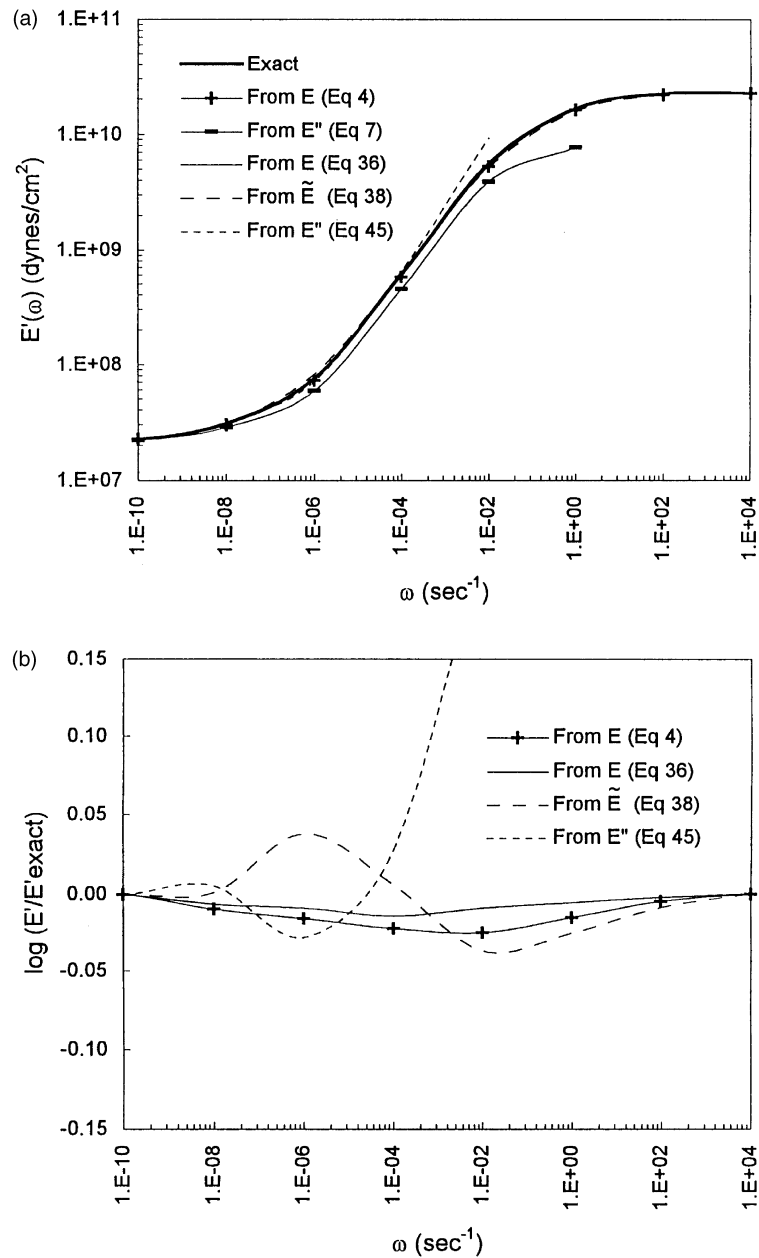 (a)
1.E+11
1.E+10
1.E+09
1.E+08
1.E+07
E'(ω) (dynes/cm²)
Exact
From E (Eq 4)
From E" (Eq 7)
From E (Eq 36)
From Ẽ (Eq 38)
From E" (Eq 45)
1.E-10
1.E-08
1.E-06
1.E-04
1.E-02
1.E+00
1.E+02
1.E+04
ω (sec⁻¹)
(b)
0.15
0.10
0.05
0.00
-0.05
-0.10
-0.15
log (E'/E'exact)
From E (Eq 4)
From E (Eq 36)
From Ẽ (Eq 38)
From E" (Eq 45)
1.E-10
1.E-08
1.E-06
1.E-04
1.E-02
1.E+00
1.E+02
1.E+04
ω (sec⁻¹)